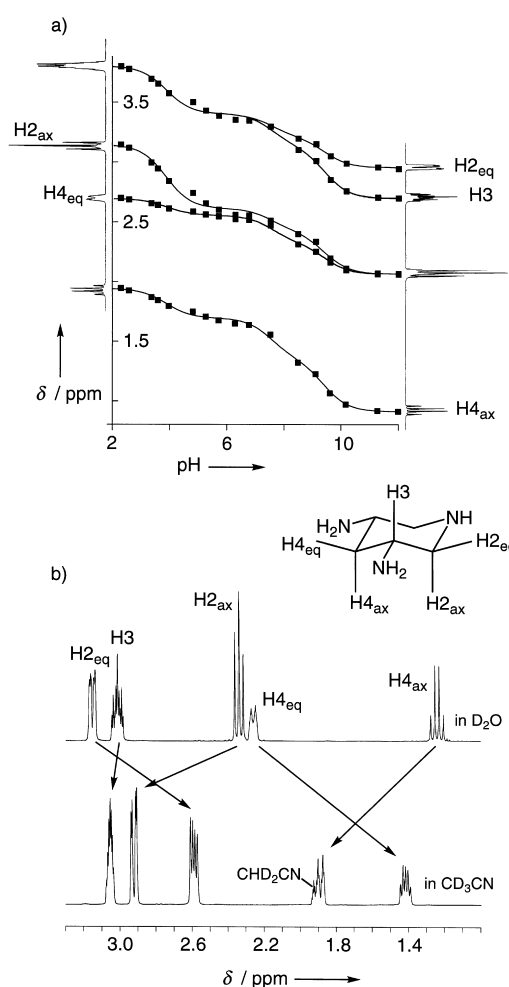 a)
3.5
H2ax
H2eq
H4eq
H3
2.5
1.5
δ / ppm
H4ax
2 6 10
pH
H3
H2N NH
H4eq H2e
NH2
H4ax H2ax
b)
H2ax
H3
H2eq
H4eq
H4ax
in D2O
CHD2CN
in CD3CN
3.0 2.6 2.2 1.8 1.4
δ / ppm